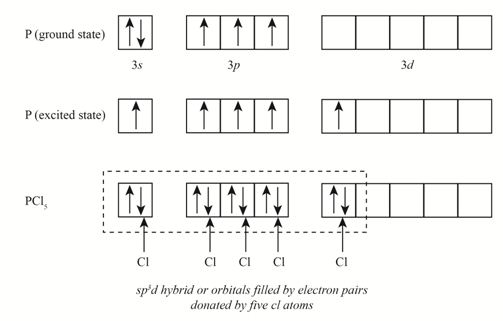 P (ground state)
3s 3p 3d
P (excited state)
PCl₅
Cl Cl Cl Cl Cl
sp³d hybrid or orbitals filled by electron pairs
donated by five cl atoms